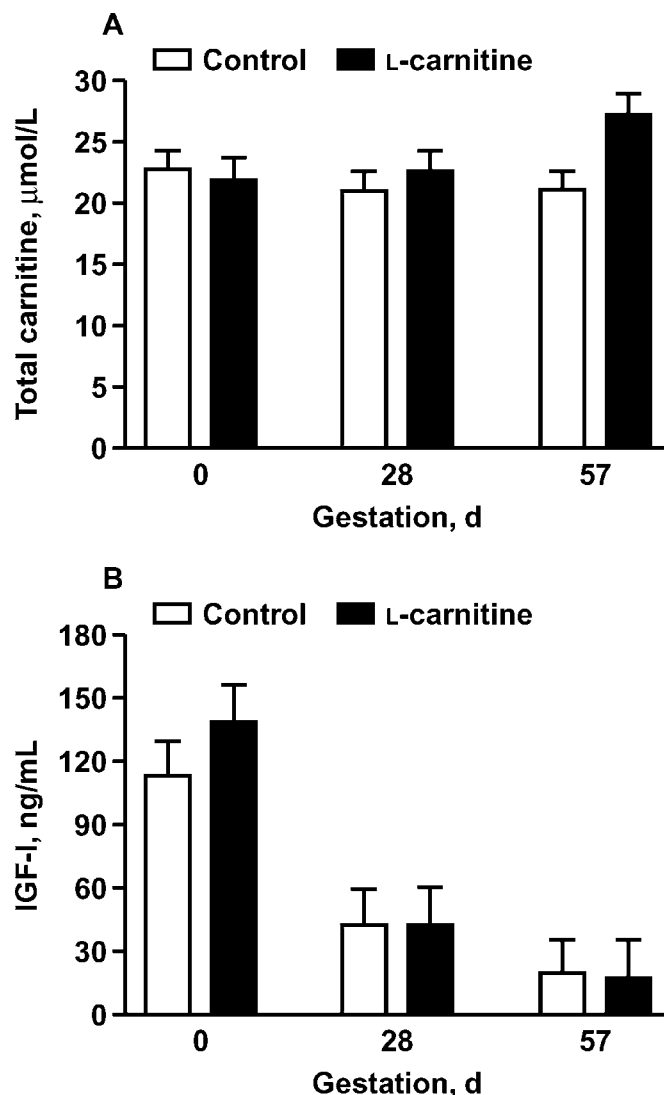 A
Control L-carnitine
Total carnitine, μmol/L
30
25
20
15
10
5
0
0 28 57
Gestation, d
B
Control L-carnitine
IGF-I, ng/mL
180
150
120
90
60
30
0
0 28 57
Gestation, d